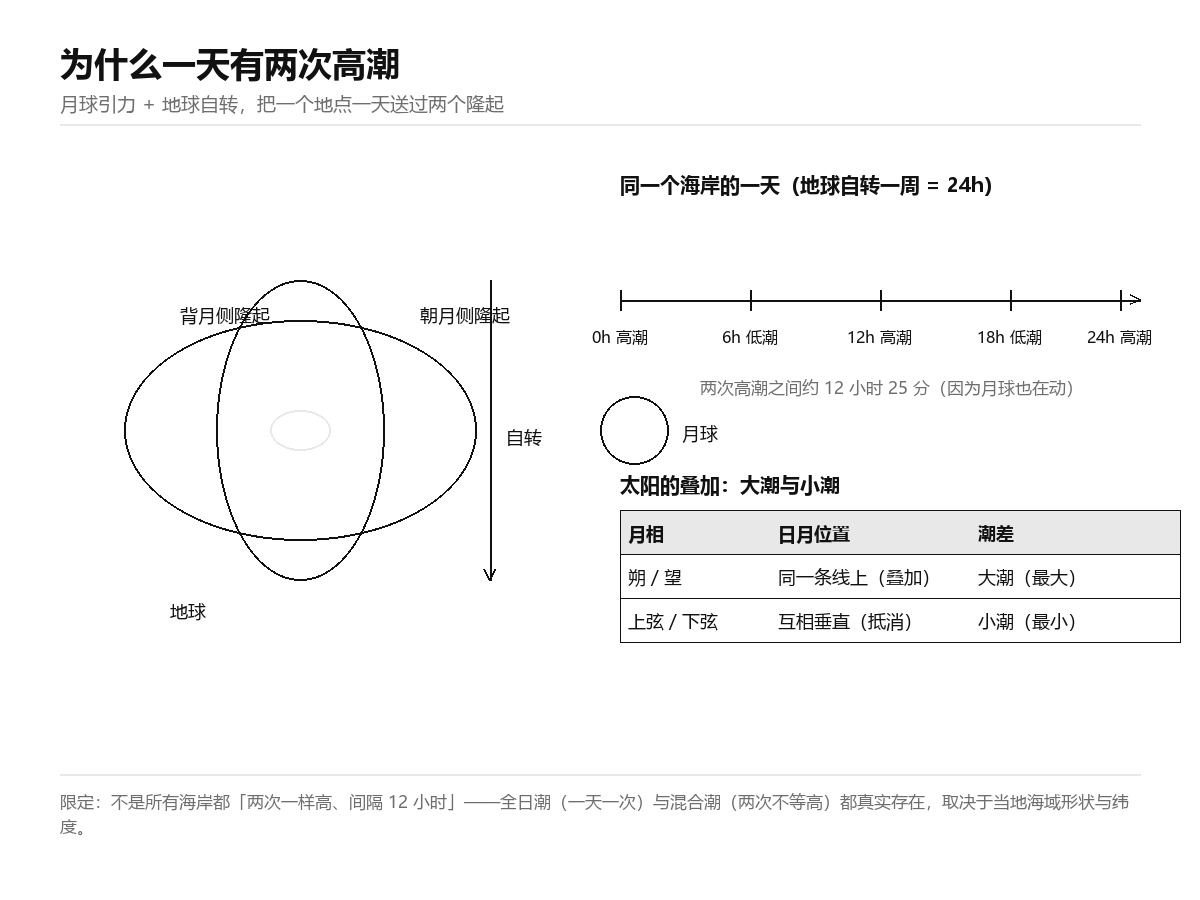 为什么一天有两次高潮
月球引力 + 地球自转，把一个地点一天送过两个隆起
同一个海岸的一天（地球自转一周 = 24h）
背月侧隆起
朝月侧隆起
自转
地球
0h 高潮
6h 低潮
12h 高潮
18h 低潮
24h 高潮
两次高潮之间约 12 小时 25 分（因为月球也在动）
月球
太阳的叠加：大潮与小潮
月相 日月位置 潮差
朔 / 望 同一条线上（叠加） 大潮（最大）
上弦 / 下弦 互相垂直（抵消） 小潮（最小）
限定：不是所有海岸都「两次一样高、间隔 12 小时」——全日潮（一天一次）与混合潮（两次不等高）都真实存在，取决于当地海域形状与纬
度。